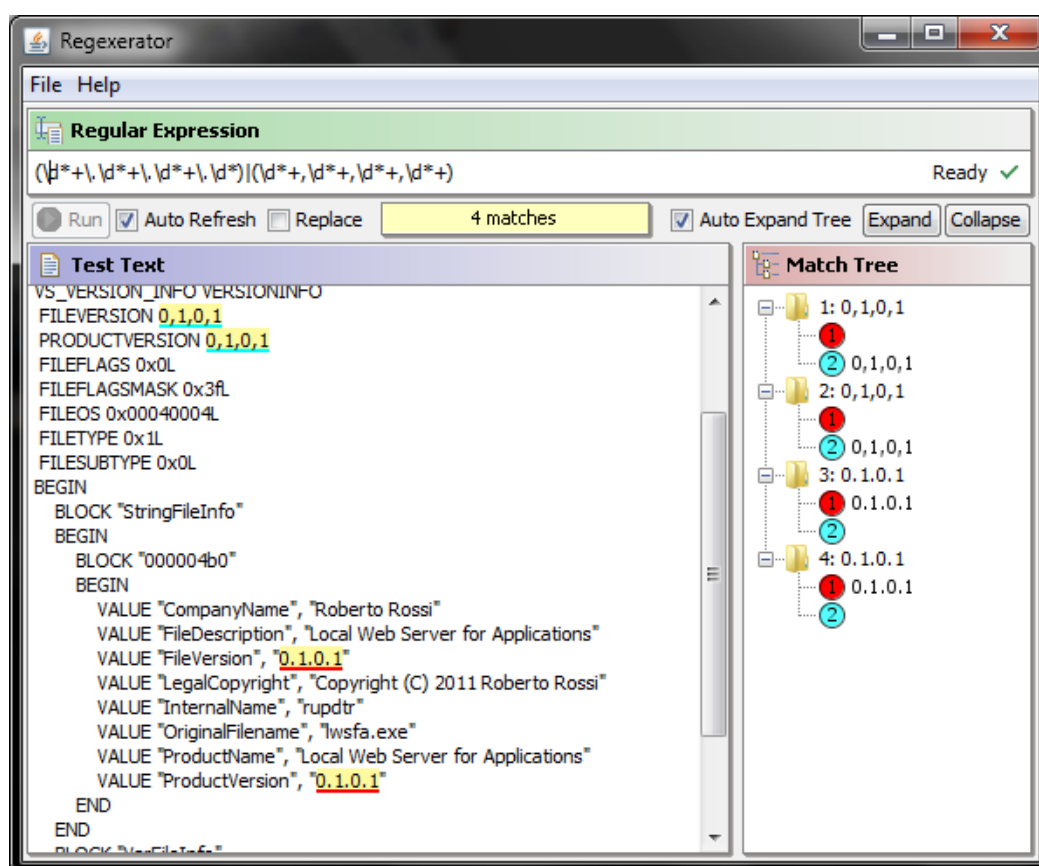 Regexerator
File Help
Regular Expression
(\d*+\.\d*+\.\d*+\.\d*)|(\d*+,\d*+,\d*+,\d*+)
Ready
Run Auto Refresh Replace 4 matches Auto Expand Tree Expand Collapse
Test Text
VS_VERSION_INFO VERSIONINFO
FILEVERSION 0,1,0,1
PRODUCTVERSION 0,1,0,1
FILEFLAGS 0x0L
FILEFLAGSMASK 0x3fL
FILEOS 0x00040004L
FILETYPE 0x1L
FILESUBTYPE 0x0L
BEGIN
BLOCK "StringFileInfo"
BEGIN
BLOCK "000004b0"
BEGIN
VALUE "CompanyName", "Roberto Rossi"
VALUE "FileDescription", "Local Web Server for Applications"
VALUE "FileVersion", "0.1.0.1"
VALUE "LegalCopyright", "Copyright (C) 2011 Roberto Rossi"
VALUE "InternalName", "rupdtr"
VALUE "OriginalFilename", "lwsfa.exe"
VALUE "ProductName", "Local Web Server for Applications"
VALUE "ProductVersion", "0.1.0.1"
END
END
BLOCK "VarFileInfo"
Match Tree
1: 0,1,0,1
1
2 0,1,0,1
2: 0,1,0,1
1
2 0,1,0,1
3: 0.1.0.1
1 0.1.0.1
2
4: 0.1.0.1
1 0.1.0.1
2